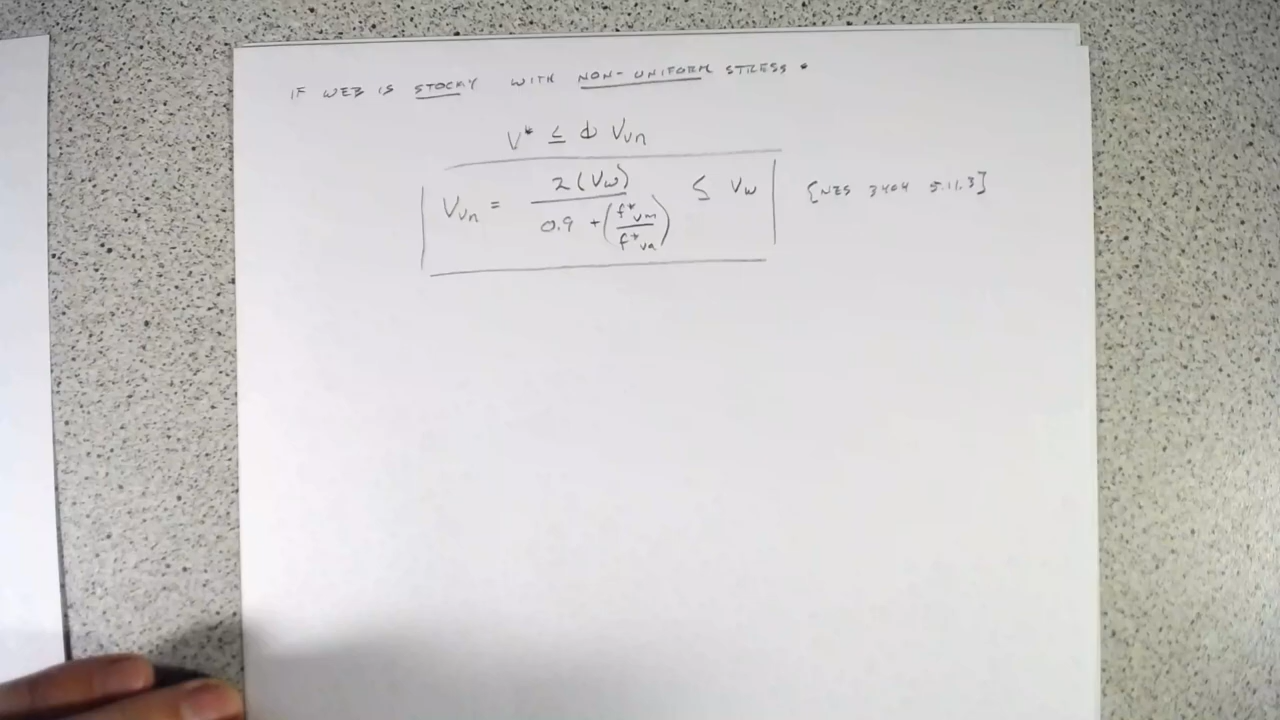 IF WEB IS STOCKY WITH NON-UNIFORM STRESS •
V* ≤ ϕ Vvn
Vvn = 2(Vw) / (0.9 + (f*vm / f*va)) ≤ Vw [NZS 3404 5.11.3]